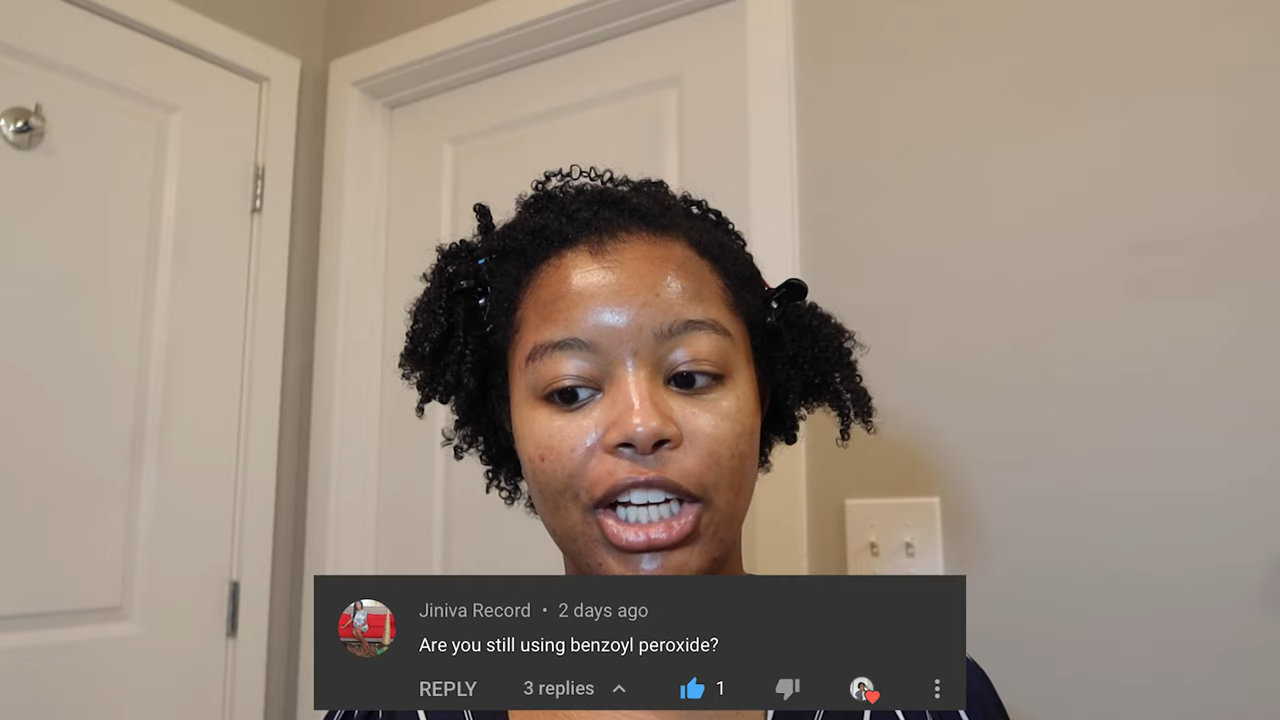 Jiniva Record • 2 days ago
Are you still using benzoyl peroxide?
REPLY 3 replies 1